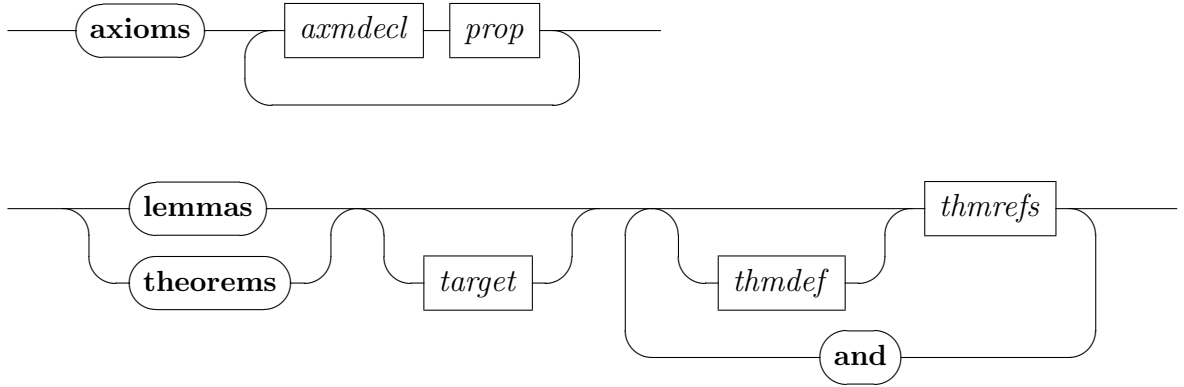 axioms axmdecl prop
lemmas thmrefs
theorems target thmdef
and